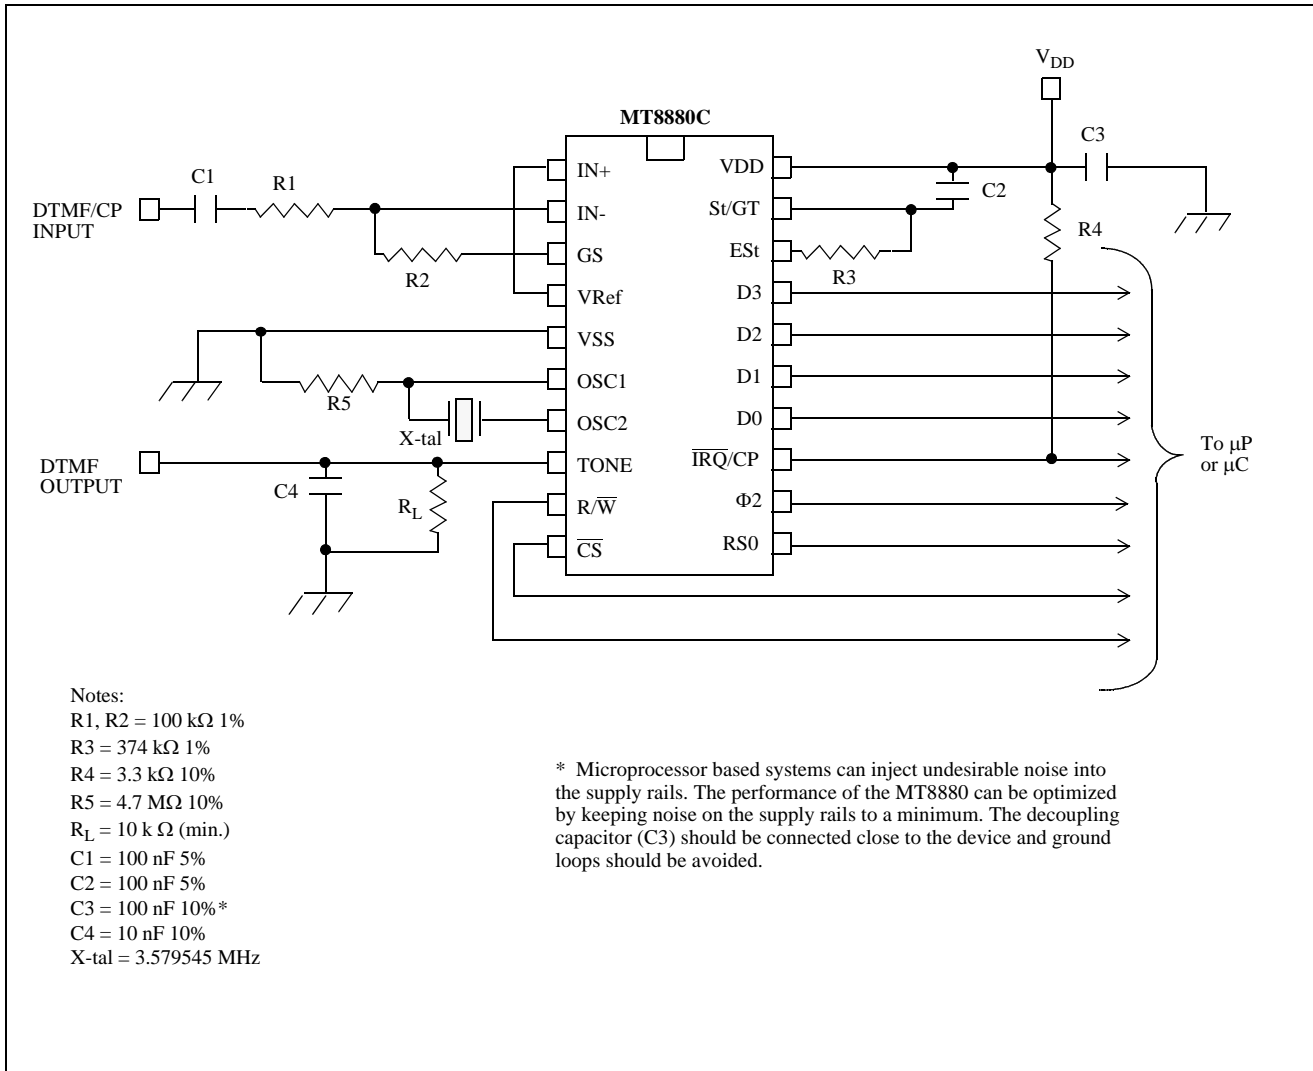 V_DD
MT8880C
C3
C1
R1
DTMF/CP
INPUT
R2
IN+
IN-
GS
VRef
VSS
OSC1
OSC2
TONE
R/W̅
C̅S̅
VDD
St/GT
ESt
D3
D2
D1
D0
I̅R̅Q̅/CP
Φ2
RS0
C2
R3
R4
R5
X-tal
DTMF
OUTPUT
C4
R_L
To μP
or μC
Notes:
R1, R2 = 100 kΩ 1%
R3 = 374 kΩ 1%
R4 = 3.3 kΩ 10%
R5 = 4.7 MΩ 10%
R_L = 10 k Ω (min.)
C1 = 100 nF 5%
C2 = 100 nF 5%
C3 = 100 nF 10%*
C4 = 10 nF 10%
X-tal = 3.579545 MHz
* Microprocessor based systems can inject undesirable noise into
the supply rails. The performance of the MT8880 can be optimized
by keeping noise on the supply rails to a minimum. The decoupling
capacitor (C3) should be connected close to the device and ground
loops should be avoided.